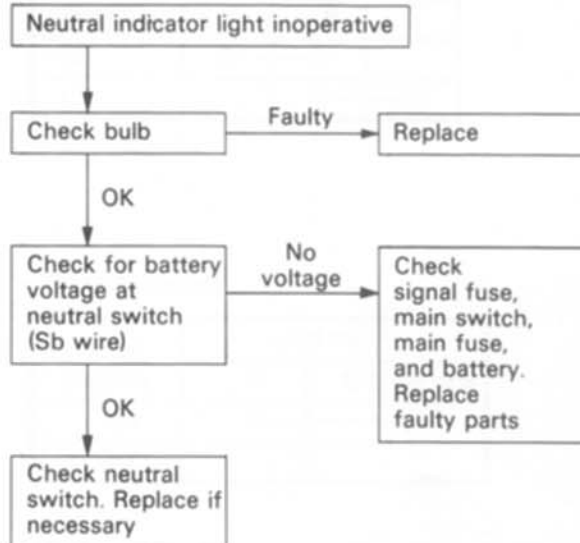 Neutral indicator light inoperative
Check bulb
Faulty
Replace
OK
Check for battery
voltage at
neutral switch
(Sb wire)
No
voltage
Check
signal fuse,
main switch,
main fuse,
and battery.
Replace
faulty parts
OK
Check neutral
switch. Replace if
necessary